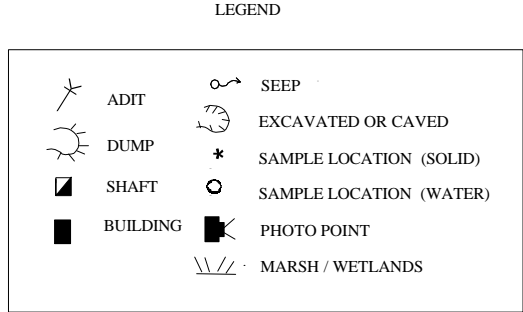 LEGEND
ADIT
DUMP
SHAFT
BUILDING
SEEP
EXCAVATED OR CAVED
SAMPLE LOCATION (SOLID)
SAMPLE LOCATION (WATER)
PHOTO POINT
MARSH / WETLANDS